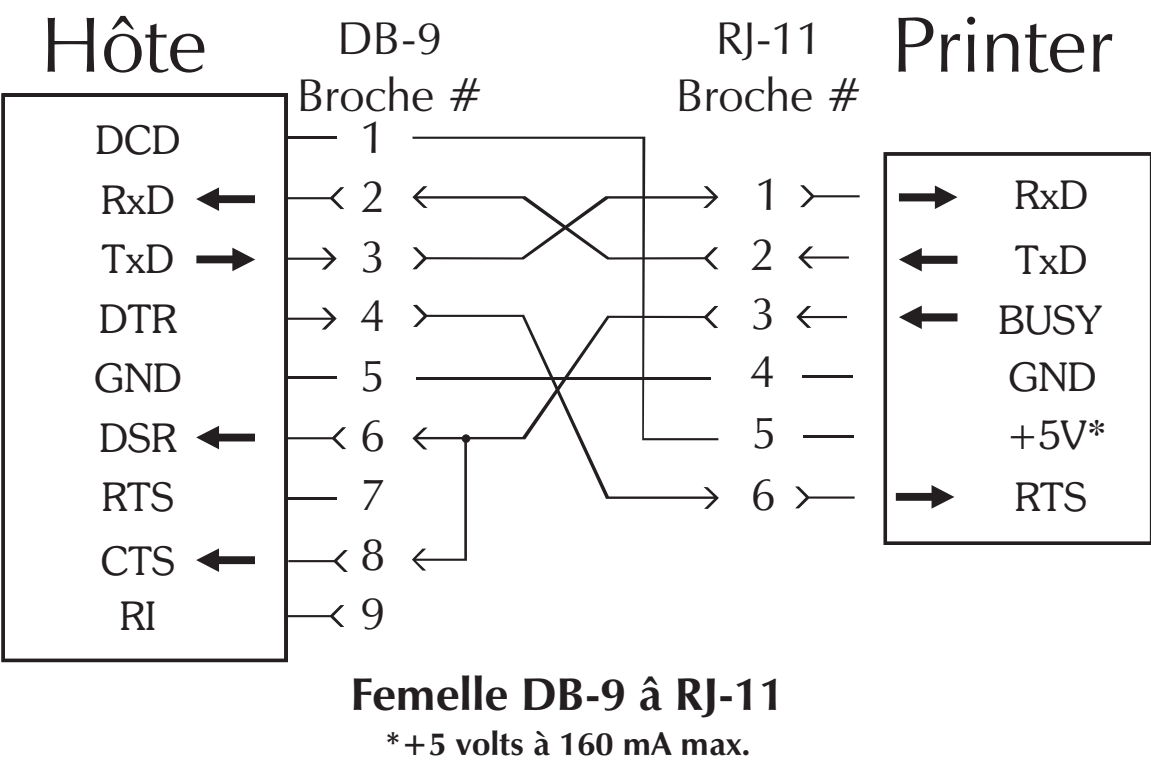 Hôte DB-9 RJ-11 Printer
Broche # Broche #
DCD 1
RxD 2 1 RxD
TxD 3 2 TxD
DTR 4 3 BUSY
GND 5 4 GND
DSR 6 5 +5V*
RTS 7 6 RTS
CTS 8
RI 9
Femelle DB-9 â RJ-11
*+5 volts à 160 mA max.